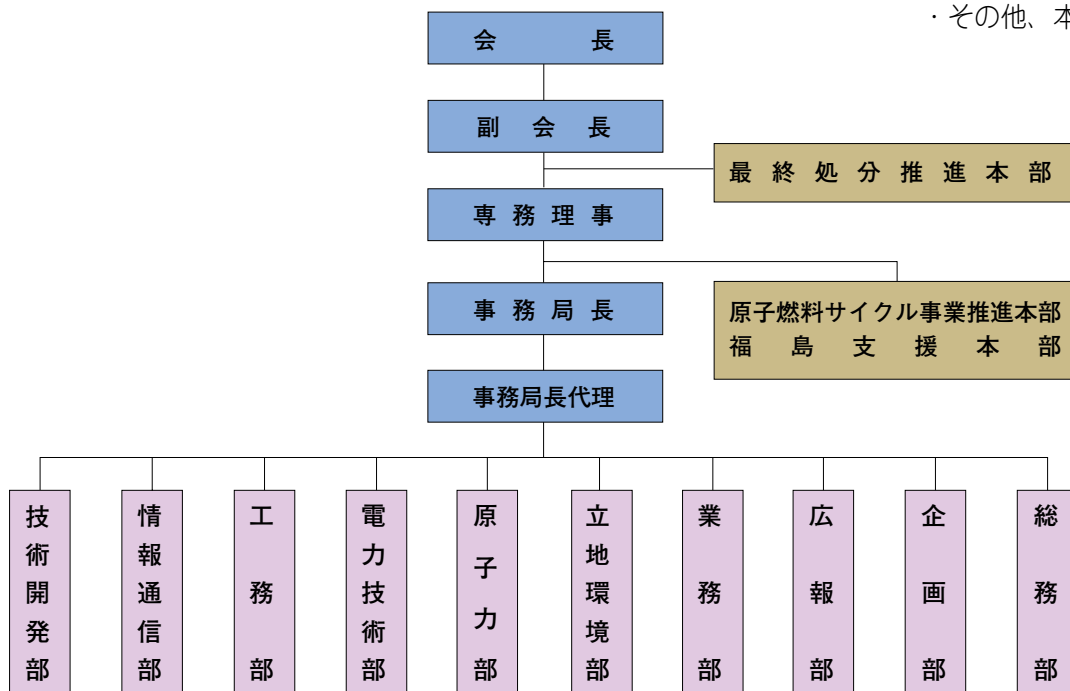 ・その他、本
会長
副会長
最終処分推進本部
専務理事
事務局長
原子燃料サイクル事業推進本部
福島支援本部
事務局長代理
技術開発部
情報通信部
工務部
電力技術部
原子力部
立地環境部
業務部
広報部
企画部
総務部